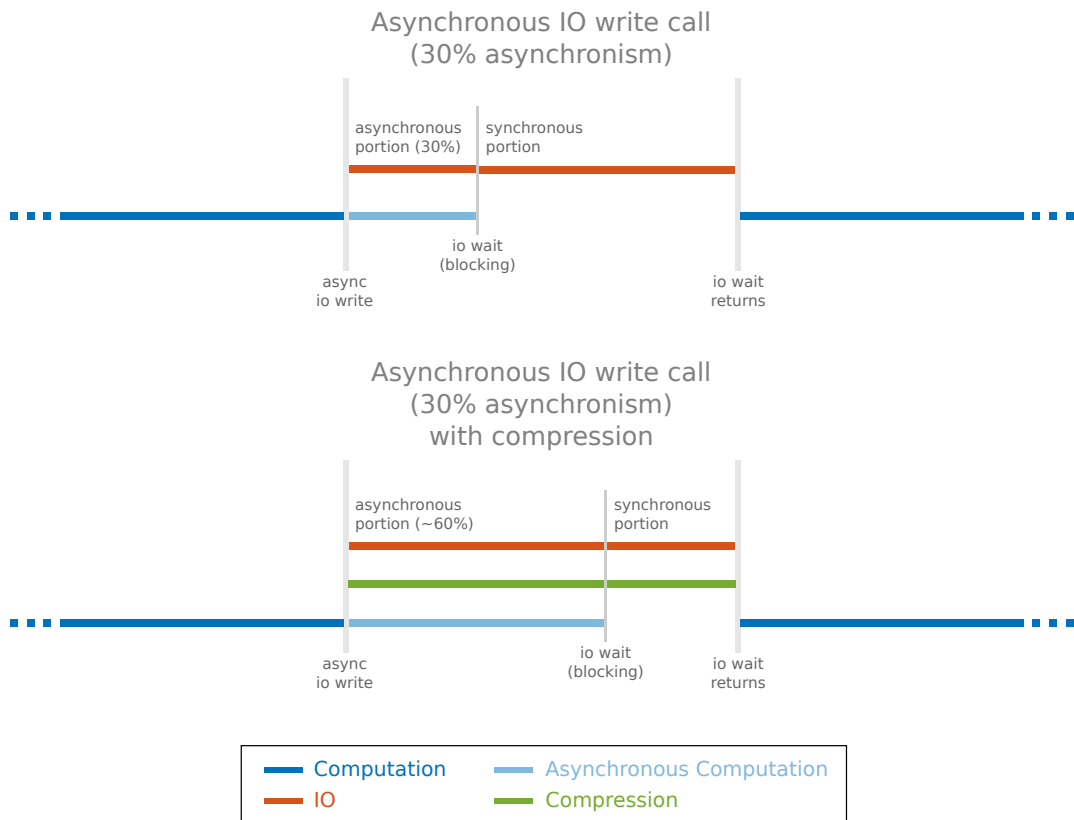 Asynchronous IO write call
(30% asynchronism)
asynchronous
portion (30%)
synchronous
portion
io wait
(blocking)
async
io write
io wait
returns
Asynchronous IO write call
(30% asynchronism)
with compression
asynchronous
portion (~60%)
synchronous
portion
io wait
(blocking)
async
io write
io wait
returns
Computation
Asynchronous Computation
IO
Compression